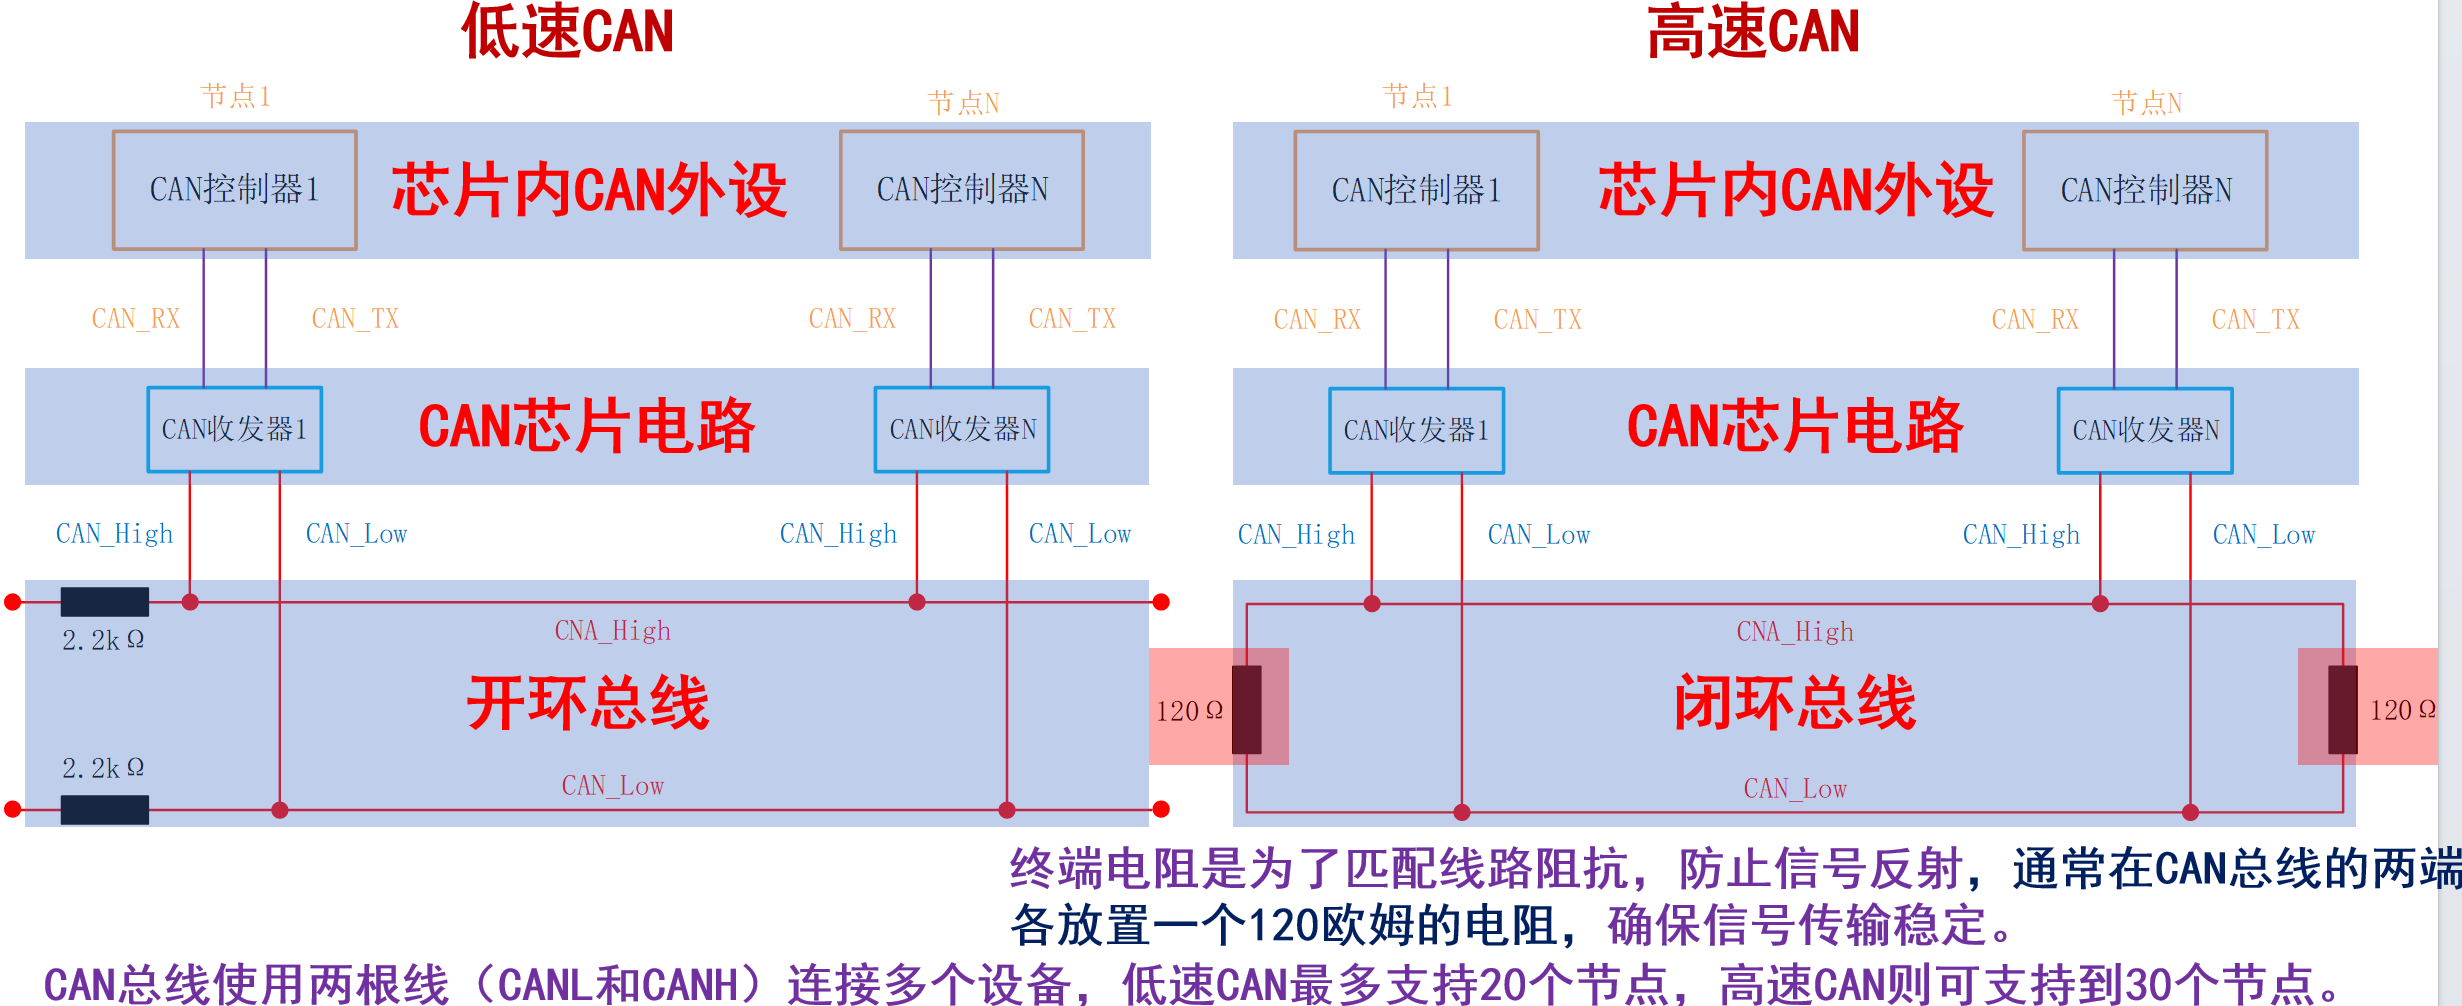 低速CAN
高速CAN
节点1
节点N
节点1
节点N
CAN控制器1
芯片内CAN外设
CAN控制器N
CAN控制器1
芯片内CAN外设
CAN控制器N
CAN_RX
CAN_TX
CAN_RX
CAN_TX
CAN_RX
CAN_TX
CAN_RX
CAN_TX
CAN收发器1
CAN芯片电路
CAN收发器N
CAN收发器1
CAN芯片电路
CAN收发器N
CAN_High
CAN_Low
CAN_High
CAN_Low
CAN_High
CAN_Low
CAN_High
CAN_Low
2.2kΩ
CNA_High
开环总线
2.2kΩ
CAN_Low
120Ω
CNA_High
闭环总线
120Ω
CAN_Low
终端电阻是为了匹配线路阻抗，防止信号反射，通常在CAN总线的两端
各放置一个120欧姆的电阻，确保信号传输稳定。
CAN总线使用两根线（CANL和CANH）连接多个设备，低速CAN最多支持20个节点，高速CAN则可支持到30个节点。